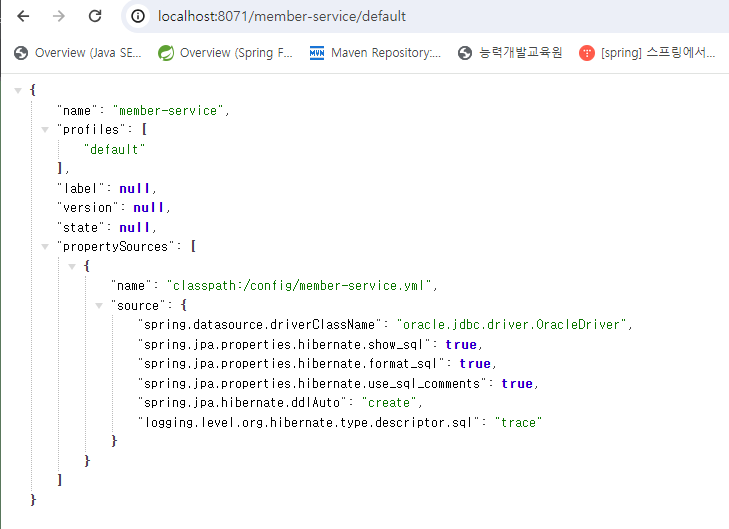 localhost:8071/member-service/default
Overview (Java SE... Overview (Spring F... Maven Repository:... 능력개발교육원 [spring] 스프링에서...
{
"name": "member-service",
"profiles": [
"default"
],
"label": null,
"version": null,
"state": null,
"propertySources": [
{
"name": "classpath:/config/member-service.yml",
"source": {
"spring.datasource.driverClassName": "oracle.jdbc.driver.OracleDriver",
"spring.jpa.properties.hibernate.show_sql": true,
"spring.jpa.properties.hibernate.format_sql": true,
"spring.jpa.properties.hibernate.use_sql_comments": true,
"spring.jpa.hibernate.ddlAuto": "create",
"logging.level.org.hibernate.type.descriptor.sql": "trace"
}
}
]
}